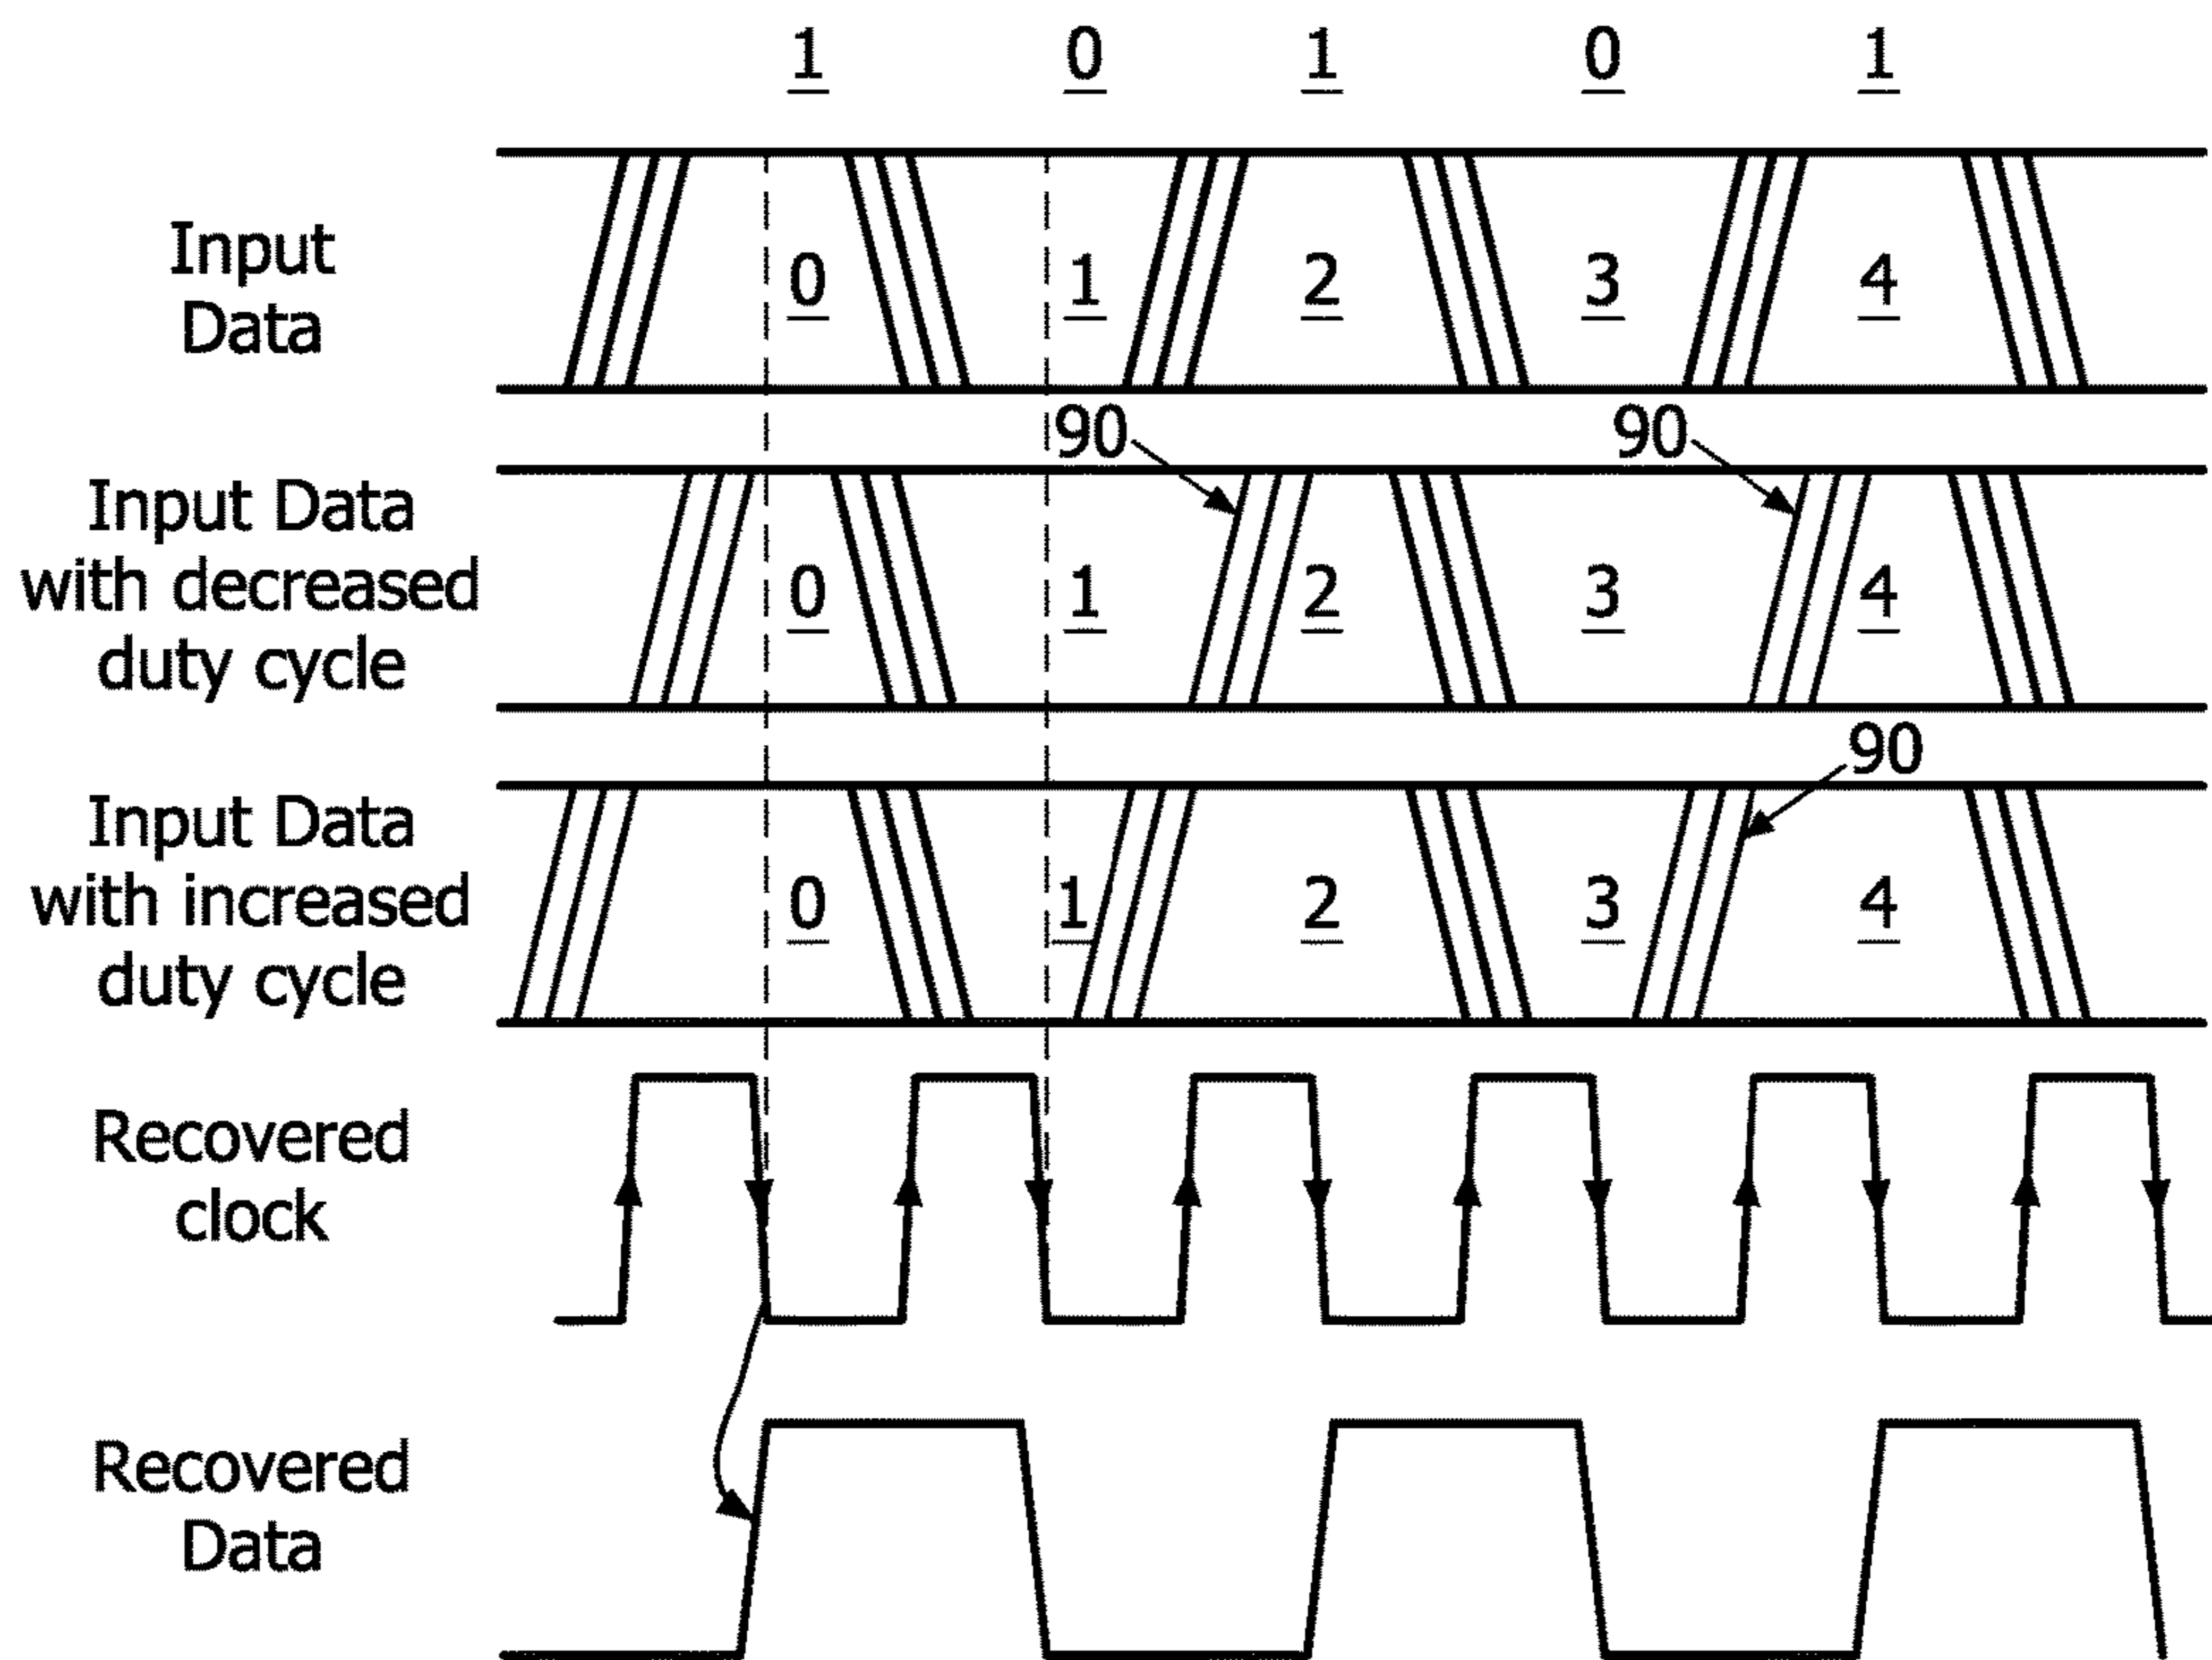 1 0 1 0 1
Input
Data
0 1 2 3 4
90 90
Input Data
with decreased
duty cycle
0 1 2 3 4
90
Input Data
with increased
duty cycle
0 1 2 3 4
Recovered
clock
Recovered
Data